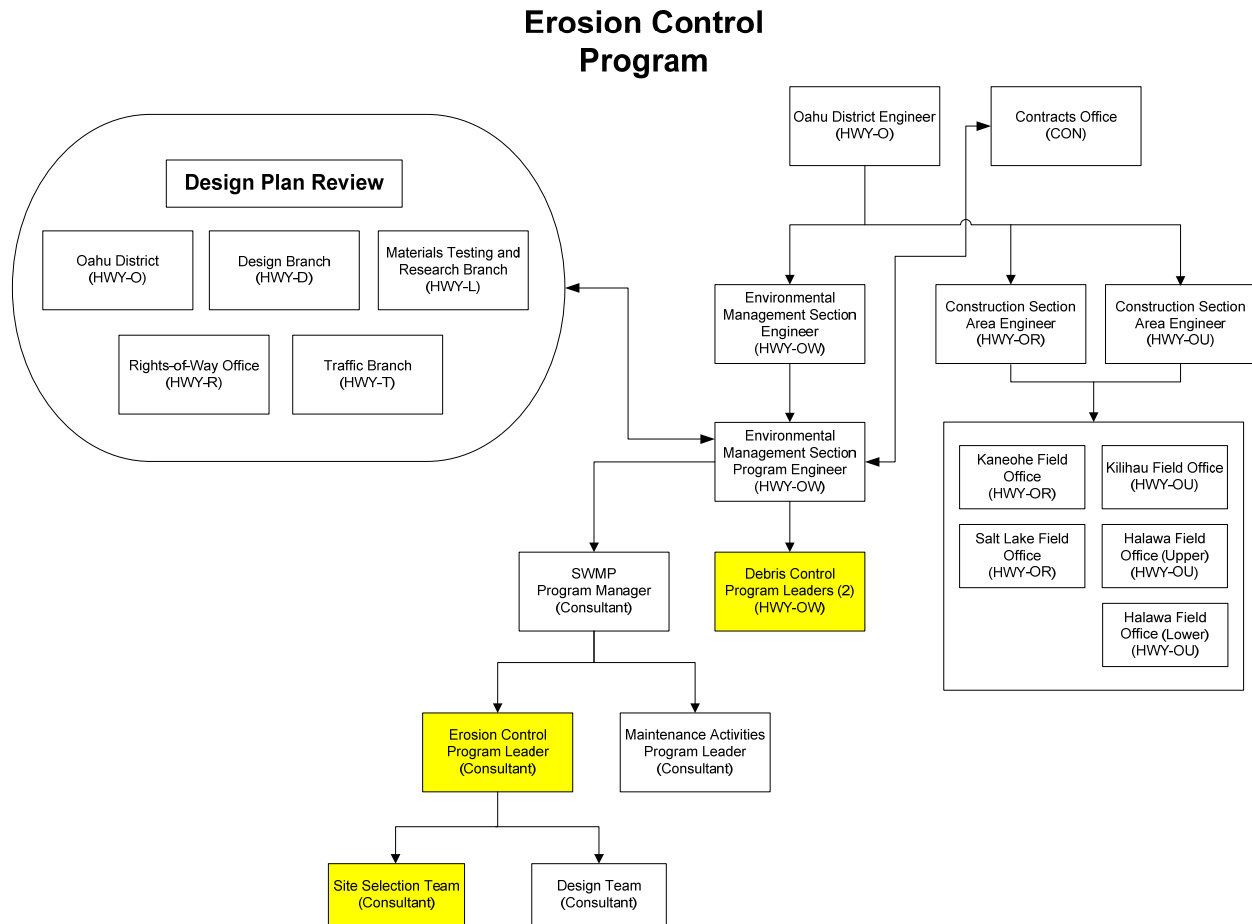 Erosion Control
Program
Oahu District Engineer
(HWY-O)
Contracts Office
(CON)
Design Plan Review
Oahu District
(HWY-O)
Design Branch
(HWY-D)
Materials Testing and
Research Branch
(HWY-L)
Rights-of-Way Office
(HWY-R)
Traffic Branch
(HWY-T)
Environmental
Management Section
Engineer
(HWY-OW)
Construction Section
Area Engineer
(HWY-OR)
Construction Section
Area Engineer
(HWY-OU)
Environmental
Management Section
Program Engineer
(HWY-OW)
Kaneohe Field
Office
(HWY-OR)
Kilihau Field Office
(HWY-OU)
Salt Lake Field
Office
(HWY-OR)
Halawa Field
Office (Upper)
(HWY-OU)
Halawa Field
Office (Lower)
(HWY-OU)
SWMP
Program Manager
(Consultant)
Debris Control
Program Leaders (2)
(HWY-OW)
Erosion Control
Program Leader
(Consultant)
Maintenance Activities
Program Leader
(Consultant)
Site Selection Team
(Consultant)
Design Team
(Consultant)